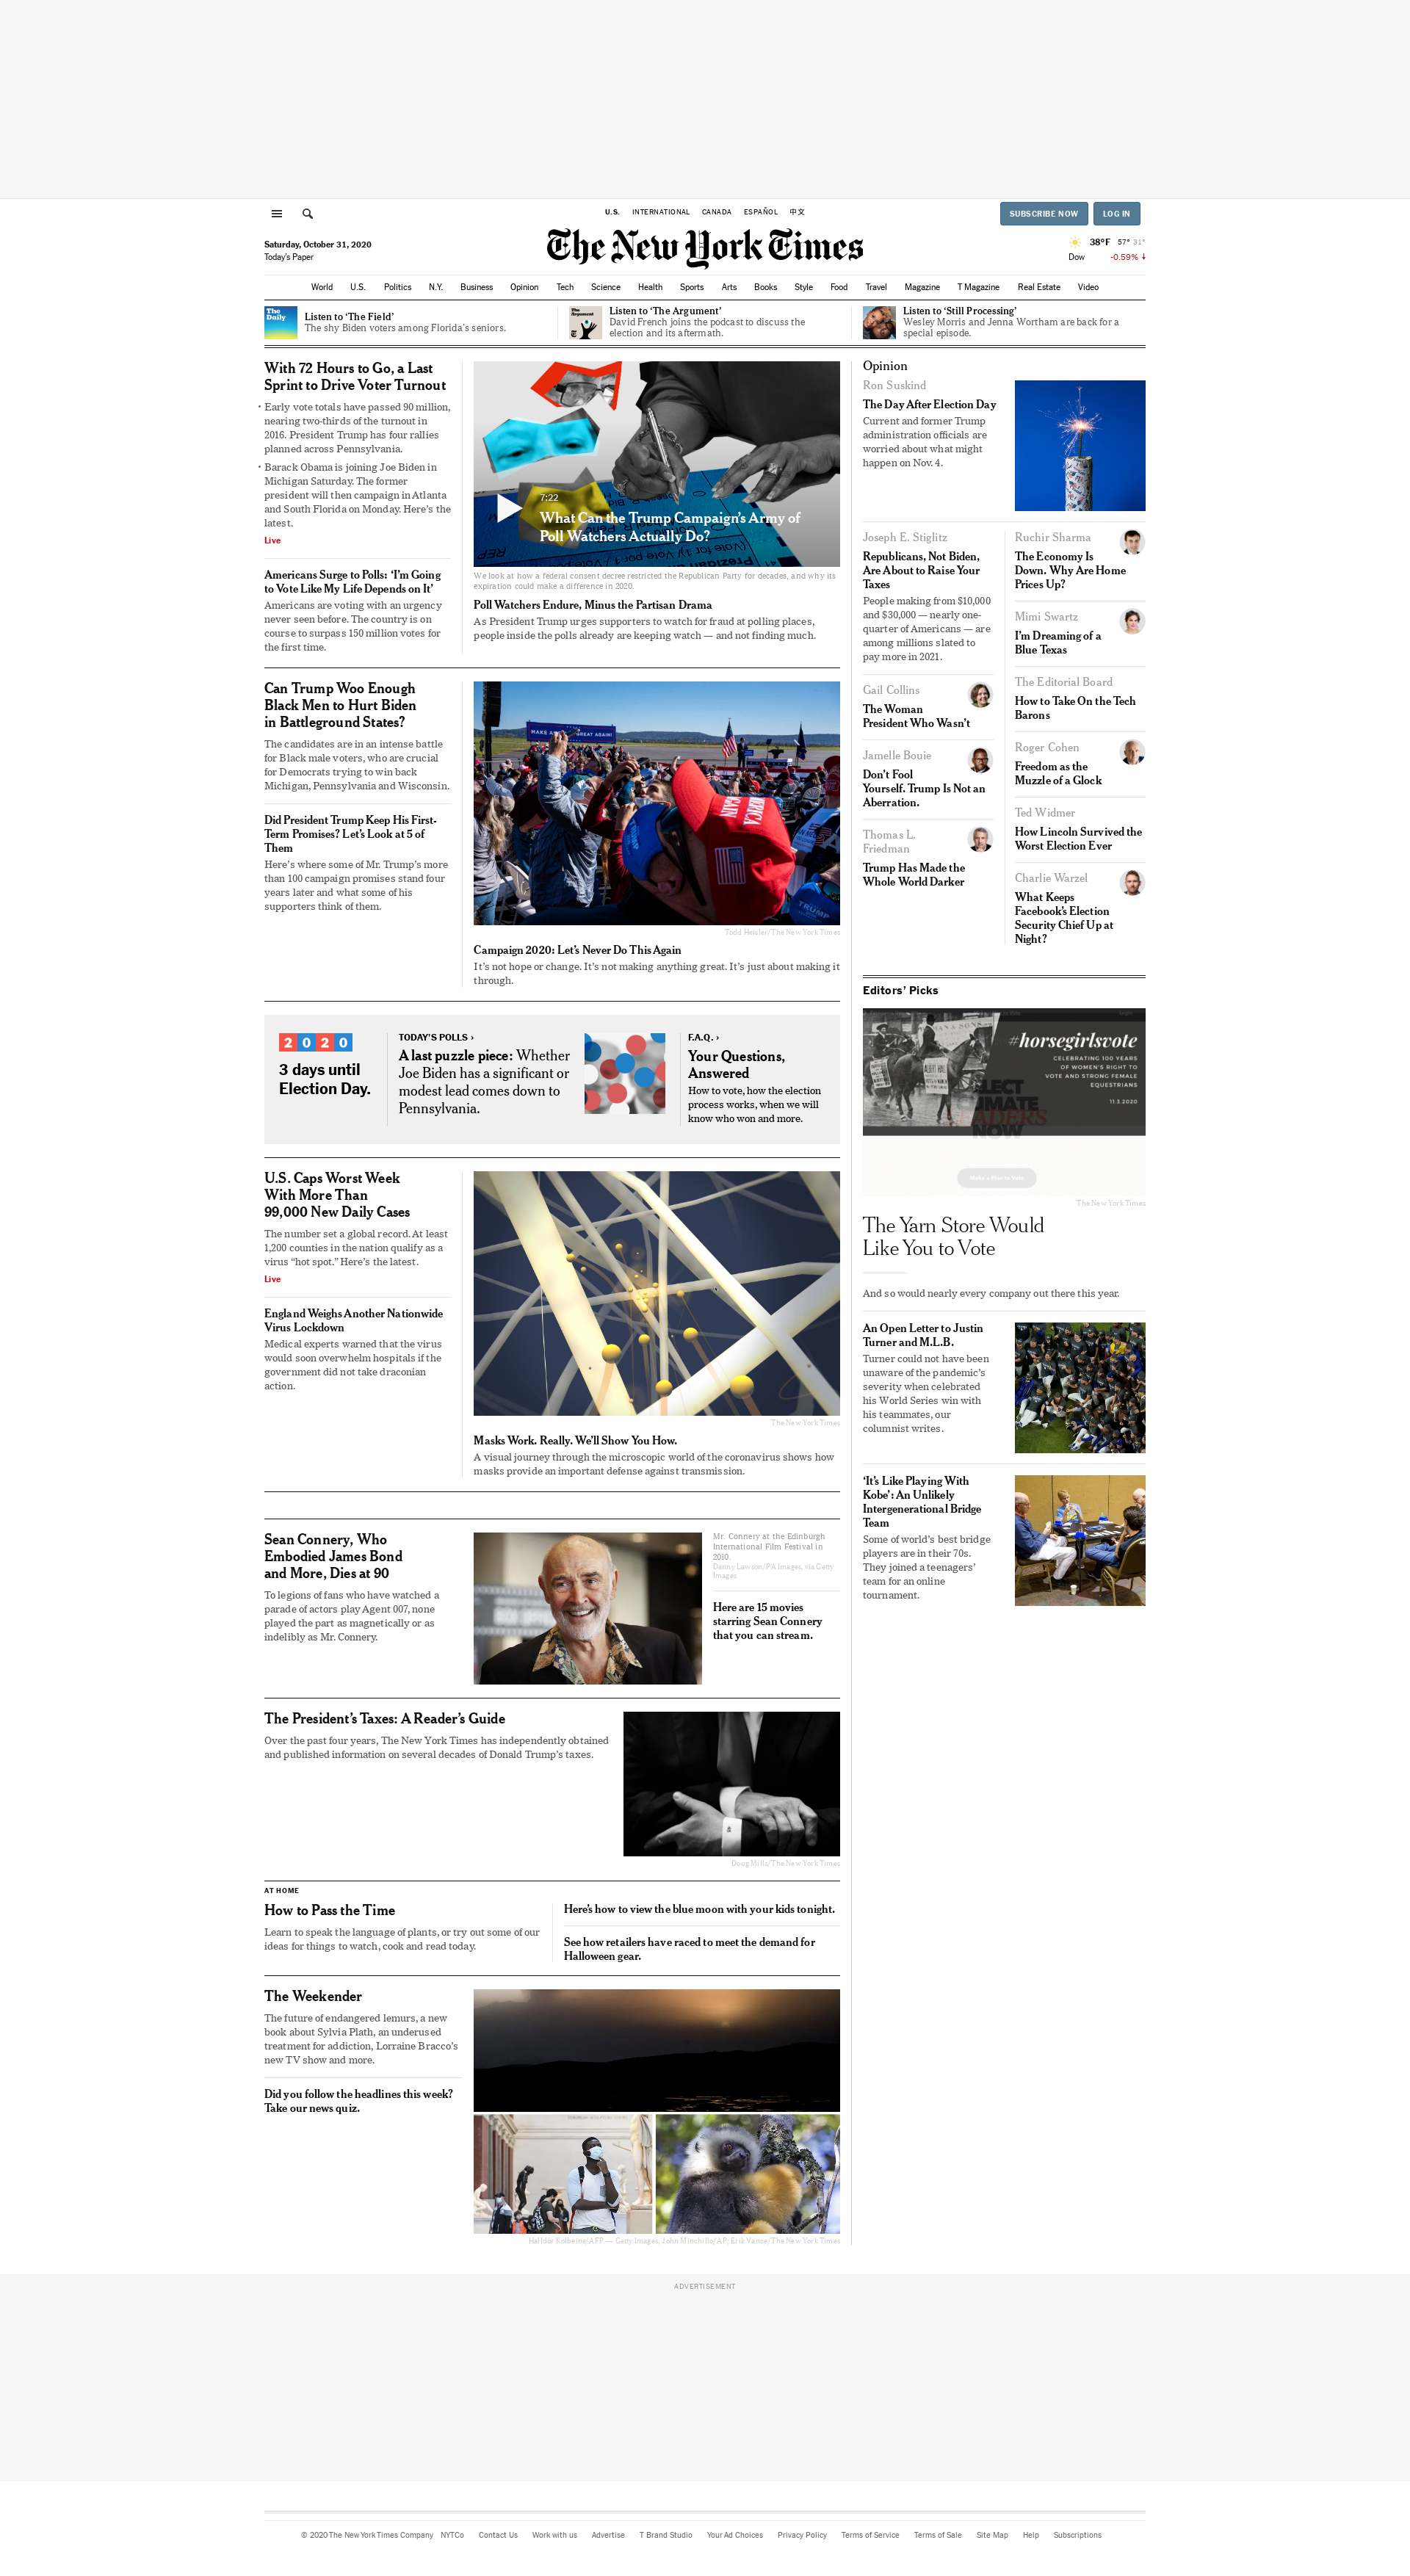 U.S. INTERNATIONAL CANADA ESPAÑOL 中文
SUBSCRIBE NOW LOG IN
Saturday, October 31, 2020
Today's Paper
The New York Times
38°F 57° 31°
Dow -0.59%
World U.S. Politics N.Y. Business Opinion Tech Science Health Sports Arts Books Style Food Travel Magazine T Magazine Real Estate Video
The
Daily
Listen to ‘The Field’
The shy Biden voters among Florida's seniors.
The
Argument
Listen to ‘The Argument’
David French joins the podcast to discuss the
election and its aftermath.
Listen to ‘Still Processing’
Wesley Morris and Jenna Wortham are back for a
special episode.
With 72 Hours to Go, a Last
Sprint to Drive Voter Turnout
• Early vote totals have passed 90 million,
nearing two-thirds of the turnout in
2016. President Trump has four rallies
planned across Pennsylvania.
• Barack Obama is joining Joe Biden in
Michigan Saturday. The former
president will then campaign in Atlanta
and South Florida on Monday. Here's the
latest.
Live
Americans Surge to Polls: ‘I’m Going
to Vote Like My Life Depends on It’
Americans are voting with an urgency
never seen before. The country is on
course to surpass 150 million votes for
the first time.
7:22
What Can the Trump Campaign’s Army of
Poll Watchers Actually Do?
We look at how a federal consent decree restricted the Republican Party for decades, and why its
expiration could make a difference in 2020.
Poll Watchers Endure, Minus the Partisan Drama
As President Trump urges supporters to watch for fraud at polling places,
people inside the polls already are keeping watch — and not finding much.
Can Trump Woo Enough
Black Men to Hurt Biden
in Battleground States?
The candidates are in an intense battle
for Black male voters, who are crucial
for Democrats trying to win back
Michigan, Pennsylvania and Wisconsin.
Did President Trump Keep His First-
Term Promises? Let’s Look at 5 of
Them
Here’s where some of Mr. Trump’s more
than 100 campaign promises stand four
years later and what some of his
supporters think of them.
Todd Heisler/The New York Times
Campaign 2020: Let’s Never Do This Again
It’s not hope or change. It’s not making anything great. It’s just about making it
through.
2020
3 days until
Election Day.
TODAY’S POLLS ›
A last puzzle piece: Whether
Joe Biden has a significant or
modest lead comes down to
Pennsylvania.
F.A.Q. ›
Your Questions,
Answered
How to vote, how the election
process works, when we will
know who won and more.
U.S. Caps Worst Week
With More Than
99,000 New Daily Cases
The number set a global record. At least
1,200 counties in the nation qualify as a
virus “hot spot.” Here’s the latest.
Live
England Weighs Another Nationwide
Virus Lockdown
Medical experts warned that the virus
would soon overwhelm hospitals if the
government did not take draconian
action.
The New York Times
Masks Work. Really. We’ll Show You How.
A visual journey through the microscopic world of the coronavirus shows how
masks provide an important defense against transmission.
Sean Connery, Who
Embodied James Bond
and More, Dies at 90
To legions of fans who have watched a
parade of actors play Agent 007, none
played the part as magnetically or as
indelibly as Mr. Connery.
Mr. Connery at the Edinburgh
International Film Festival in
2010.
Danny Lawson/PA Images, via Getty
Images
Here are 15 movies
starring Sean Connery
that you can stream.
The President’s Taxes: A Reader’s Guide
Over the past four years, The New York Times has independently obtained
and published information on several decades of Donald Trump’s taxes.
Doug Mills/The New York Times
AT HOME
How to Pass the Time
Learn to speak the language of plants, or try out some of our
ideas for things to watch, cook and read today.
Here’s how to view the blue moon with your kids tonight.
See how retailers have raced to meet the demand for
Halloween gear.
The Weekender
The future of endangered lemurs, a new
book about Sylvia Plath, an underused
treatment for addiction, Lorraine Bracco’s
new TV show and more.
Did you follow the headlines this week?
Take our news quiz.
Halldór Kolbeins/AFP — Getty Images; John Minchillo/AP; Erik Vance/The New York Times
Opinion
Ron Suskind
The Day After Election Day
Current and former Trump
administration officials are
worried about what might
happen on Nov. 4.
Joseph E. Stiglitz
Republicans, Not Biden,
Are About to Raise Your
Taxes
People making from $10,000
and $30,000 — nearly one-
quarter of Americans — are
among millions slated to
pay more in 2021.
Gail Collins
The Woman
President Who Wasn’t
Jamelle Bouie
Don’t Fool
Yourself. Trump Is Not an
Aberration.
Thomas L.
Friedman
Trump Has Made the
Whole World Darker
Ruchir Sharma
The Economy Is
Down. Why Are Home
Prices Up?
Mimi Swartz
I’m Dreaming of a
Blue Texas
The Editorial Board
How to Take On the Tech
Barons
Roger Cohen
Freedom as the
Muzzle of a Glock
Ted Widmer
How Lincoln Survived the
Worst Election Ever
Charlie Warzel
What Keeps
Facebook’s Election
Security Chief Up at
Night?
Editors’ Picks
#horsegirlsvote
CELEBRATING 100 YEARS
OF WOMEN'S RIGHT TO
VOTE AND STRONG FEMALE
EQUESTRIANS
11.3.2020
The New York Times
The Yarn Store Would
Like You to Vote
And so would nearly every company out there this year.
An Open Letter to Justin
Turner and M.L.B.
Turner could not have been
unaware of the pandemic’s
severity when celebrated
his World Series win with
his teammates, our
columnist writes.
‘It’s Like Playing With
Kobe’: An Unlikely
Intergenerational Bridge
Team
Some of world’s best bridge
players are in their 70s.
They joined a teenagers’
team for an online
tournament.
ADVERTISEMENT
© 2020 The New York Times Company NYTCo Contact Us Work with us Advertise T Brand Studio Your Ad Choices Privacy Policy Terms of Service Terms of Sale Site Map Help Subscriptions